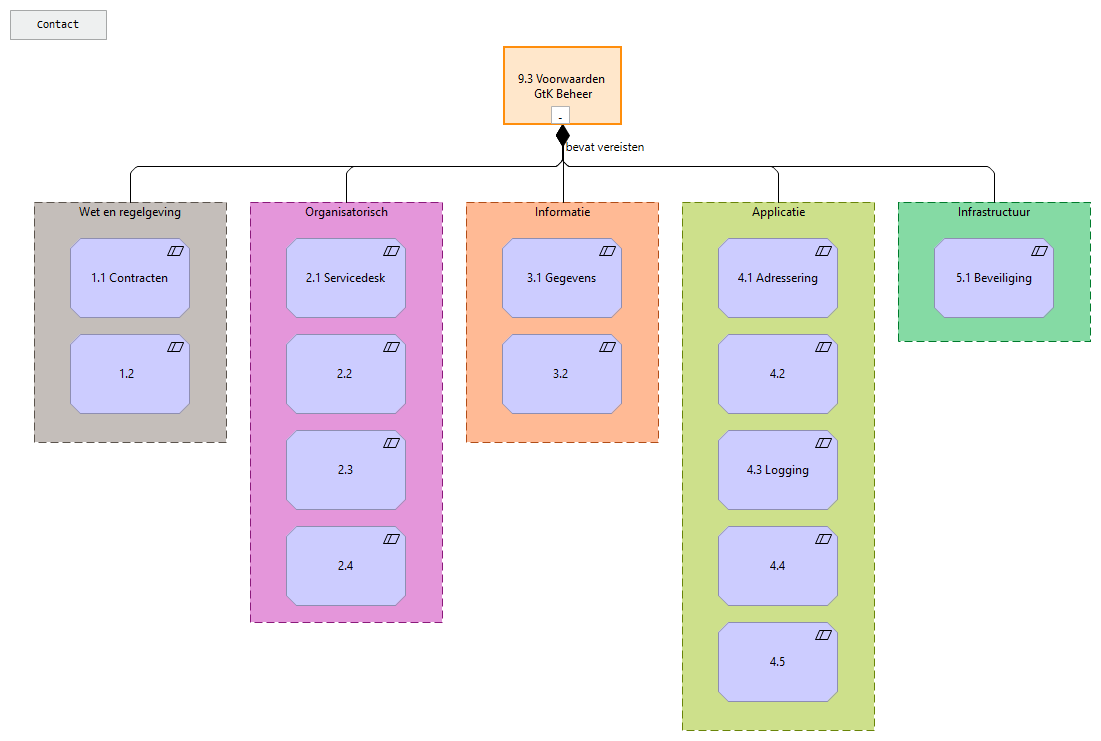 Contact
9.3 Voorwaarden
GtK Beheer
-
bevat vereisten
Wet en regelgeving
1.1 Contracten
1.2
Organisatorisch
2.1 Servicedesk
2.2
2.3
2.4
Informatie
3.1 Gegevens
3.2
Applicatie
4.1 Adressering
4.2
4.3 Logging
4.4
4.5
Infrastructuur
5.1 Beveiliging